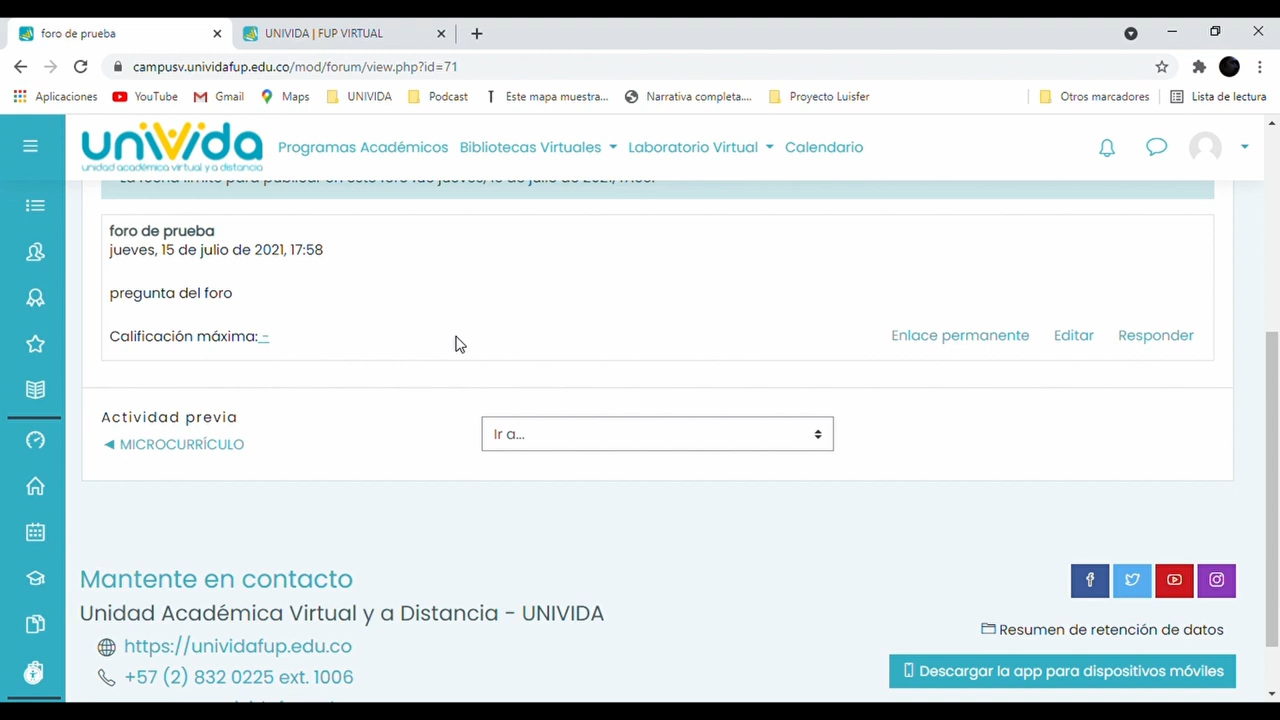 foro de prueba
UNIVIDA | FUP VIRTUAL
campusv.unividafup.edu.co/mod/forum/view.php?id=71
Aplicaciones
YouTube
Gmail
Maps
UNIVIDA
Podcast
Este mapa muestra...
Narrativa completa....
Proyecto Luisfer
Otros marcadores
Lista de lectura
univida
unidad académica virtual y a distancia
Programas Académicos
Bibliotecas Virtuales
Laboratorio Virtual
Calendario
foro de prueba
jueves, 15 de julio de 2021, 17:58
pregunta del foro
Calificación máxima: -
Enlace permanente
Editar
Responder
Actividad previa
◄ MICROCURRÍCULO
Ir a...
Mantente en contacto
Unidad Académica Virtual y a Distancia - UNIVIDA
https://unividafup.edu.co
+57 (2) 832 0225 ext. 1006
Resumen de retención de datos
Descargar la app para dispositivos móviles